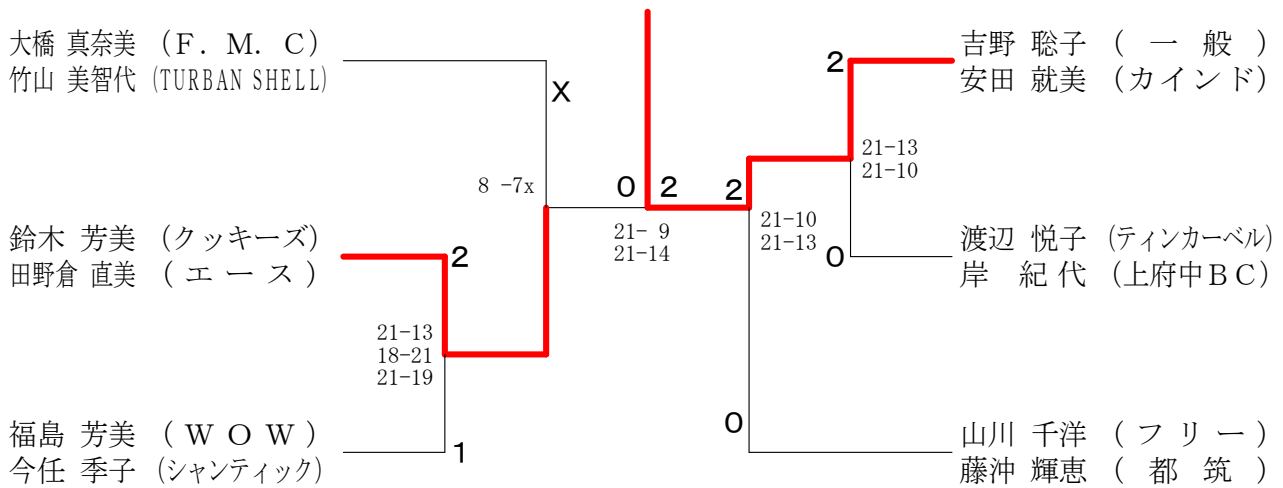 大橋 真奈美 (F. M. C)
竹山 美智代 (TURBAN SHELL)
X
8 -7x
鈴木 芳美 (クッキーズ)
田野倉 直美 (エース)
2
21-13
18-21
21-19
福島 芳美 (WOW)
今任 季子 (シャンティック)
1
0 2
21- 9
21-14
吉野 聡子 (一般)
安田 就美 (カインド)
2
21-13
21-10
2
21-10
21-13
渡辺 悦子 (ティンカーベル)
岸 紀代 (上府中BC)
0
山川 千洋 (フリー)
藤沖 輝恵 (都筑)
0